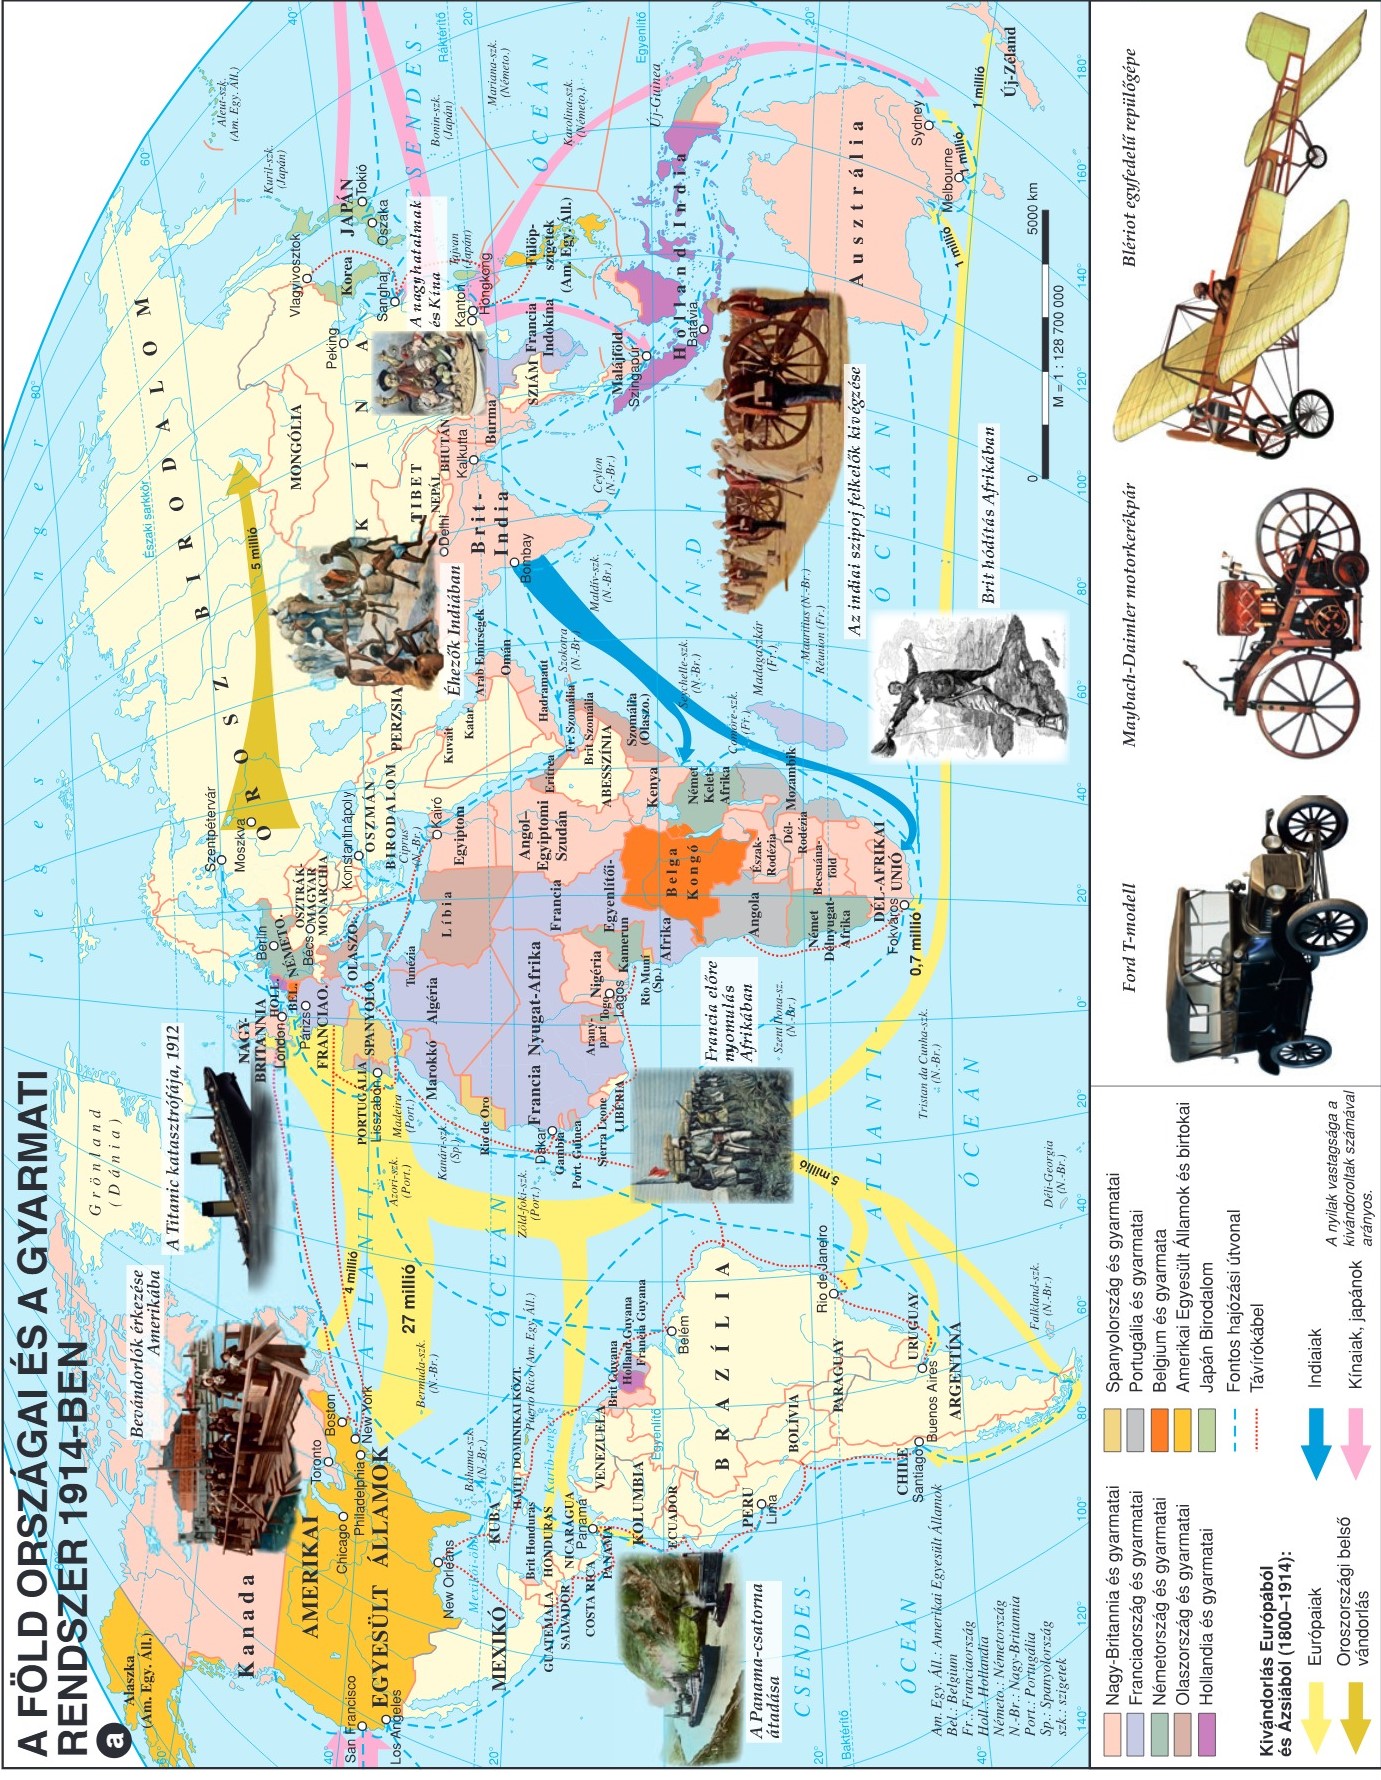 A FÖLD ORSZÁGAI ÉS A GYARMATI
RENDSZER 1914-BEN
a
Jeges-tenger
Grönland
(Dánia)
Aleut-szk.
(Am. Egy. Áll.)
Kuril-szk.
(Japán)
Északi sarkkör
Alaszka
(Am. Egy. Áll.)
Kanada
Bevándorlók érkezése
Amerikába
A Titanic katasztrófája, 1912
AMERIKAI
EGYESÜLT ÁLLAMOK
San Francisco
Los Angeles
Chicago
Toronto
Boston
New York
Philadelphia
New Orleans
4 millió
27 millió
ATLANTI-
ÓCEÁN
Bermuda-szk.
(N.-Br.)
Bahama-szk.
(N.-Br.)
Mexikói-öböl
MEXIKÓ
KUBA
HAITI
DOMINIKAI KÖZT.
Puerto Rico (Am. Egy. Áll.)
Karib-tenger
Brit Honduras
GUATEMALA
HONDURAS
SALVADOR
NICARAGUA
COSTA RICA
Panamá
PANAMA
VENEZUELA
Brit Guyana
Holland Guyana
Francia Guyana
KOLUMBIA
Egyenlítő
ECUADOR
PERU
Lima
Belém
BRAZÍLIA
BOLÍVIA
PARAGUAY
Rio de Janeiro
URUGUAY
CHILE
Santiago
Buenos Aires
ARGENTÍNA
Falkland-szk.
(N.-Br.)
Déli-Georgia
(N.-Br.)
A Panama-csatorna
átadása
CSENDES-
ÓCEÁN
Baktérítő
NAGY-
BRITANNIA
London
HOLL.
BEL.
NÉMETO.
Berlin
Párizs
FRANCIAO.
Bécs
OSZTRÁK-
MAGYAR
MONARCHIA
OLASZO.
SPANYOLO.
PORTUGÁLIA
Lisszabon
Szentpétervár
Moszkva
OROSZ BIRODALOM
5 millió
Konstantinápoly
OSZMÁN
BIRODALOM
Ciprus
(N.-Br.)
PERZSIA
Kuvait
Katar
Arab Emirségek
Omán
Hadramaut
Szokotra
(N.-Br.)
Azori-szk.
(Port.)
Madeira
(Port.)
Kanári-szk.
(Sp.)
Zöld-foki-szk.
(Port.)
Marokkó
Algéria
Tunézia
Líbia
Egyiptom
Kairó
Rio de Oro
Francia Nyugat-Afrika
Dakar
Gambia
Port. Guinea
Sierra Leone
LIBÉRIA
Arany-
part
Togo
Nigéria
Lagos
Kamerun
Rio Muni
(Sp.)
Francia
Egyenlítői-
Afrika
Angol–
Egyiptomi
Szudán
Eritrea
Fr. Szomália
Brit Szomália
ABESSZÍNIA
Szomália
(Olaszo.)
Kenya
Belga
Kongó
Német
Kelet-
Afrika
Angola
Észak-
Rodézia
Dél-
Rodézia
Mozambik
Német
Délnyugat-
Afrika
Becsuána-
föld
DÉL-AFRIKAI
UNIÓ
Fokváros
0,7 millió
5 millió
Francia előre
nyomulás
Afrikában
Szent Ilona-sz.
(N.-Br.)
Tristan da Cunha-szk.
(N.-Br.)
ATLANTI-
ÓCEÁN
Seychelle-szk.
(N.-Br.)
Comore-szk.
(Fr.)
Madagaszkár
(Fr.)
Mauritius (N.-Br.)
Réunion (Fr.)
Maldív-szk.
(N.-Br.)
Ceylon
(N.-Br.)
Éhezők Indiában
Brit-
India
Bombay
Delhi
Kalkutta
NEPÁL
BHUTÁN
TIBET
KÍNA
MONGÓLIA
Burma
SZIÁM
Francia
Indokína
Malájföld
Szingapúr
Peking
Sanghaj
Kanton
Hongkong
Tajvan
(Japán)
A nagyhatalmak
és Kína
Vlagyivosztok
Korea
JAPÁN
Tokió
Oszaka
Bonin-szk.
(Japán)
Mariana-szk.
(Németo.)
Karolina-szk.
(Németo.)
Fülöp-
szigetek
(Am. Egy. Áll.)
Ráktérítő
Egyenlítő
CSENDES-
ÓCEÁN
Új-Guinea
Holland India
Batávia
INDIAI
ÓCEÁN
Az indiai szipoj felkelők kivégzése
Brit hódítás Afrikában
Ausztrália
Sydney
Melbourne
1 millió
1 millió
1 millió
Új-Zéland
0
5000 km
M = 1 : 128 700 000
Am. Egy. Áll.: Amerikai Egyesült Államok
Bel.: Belgium
Fr.: Franciaország
Holl.: Hollandia
Németo.: Németország
N.-Br.: Nagy-Britannia
Port.: Portugália
Sp.: Spanyolország
szk.: szigetek
Nagy-Britannia és gyarmatai
Franciaország és gyarmatai
Németország és gyarmatai
Olaszország és gyarmatai
Hollandia és gyarmatai
Spanyolország és gyarmatai
Portugália és gyarmatai
Belgium és gyarmata
Amerikai Egyesült Államok és birtokai
Japán Birodalom
Fontos hajózási útvonal
Távírókábel
Kivándorlás Európából
és Ázsiából (1800–1914):
Európaiak
Oroszországi belső
vándorlás
Indiaiak
Kínaiak, japánok
A nyilak vastagsága a
kivándoroltak számával
arányos.
Ford T-modell
Maybach-Daimler motorkerékpár
Blériot egyfedelű repülőgépe